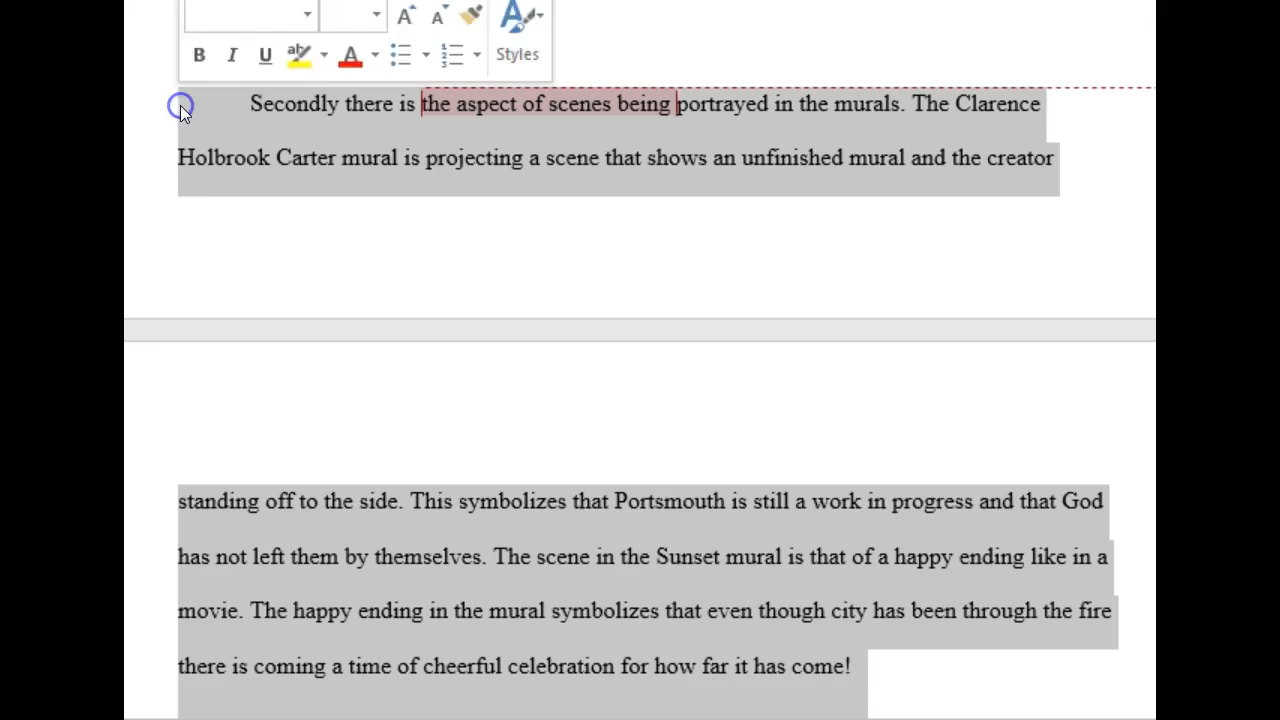 B I U ab A 1 2 3 Styles
Secondly there is the aspect of scenes being portrayed in the murals. The Clarence
Holbrook Carter mural is projecting a scene that shows an unfinished mural and the creator
standing off to the side. This symbolizes that Portsmouth is still a work in progress and that God
has not left them by themselves. The scene in the Sunset mural is that of a happy ending like in a
movie. The happy ending in the mural symbolizes that even though city has been through the fire
there is coming a time of cheerful celebration for how far it has come!